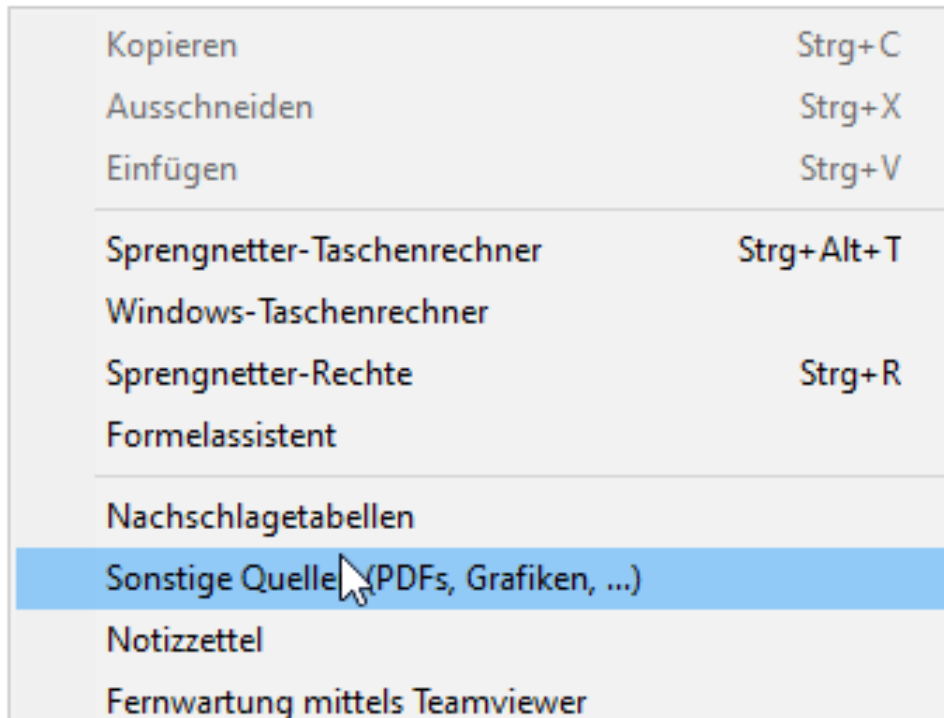 Kopieren Strg+C
Ausschneiden Strg+X
Einfügen Strg+V
Sprengnetter-Taschenrechner Strg+Alt+T
Windows-Taschenrechner
Sprengnetter-Rechte Strg+R
Formelassistent
Nachschlagetabellen
Sonstige Quellen (PDFs, Grafiken, ...)
Notizzettel
Fernwartung mittels Teamviewer